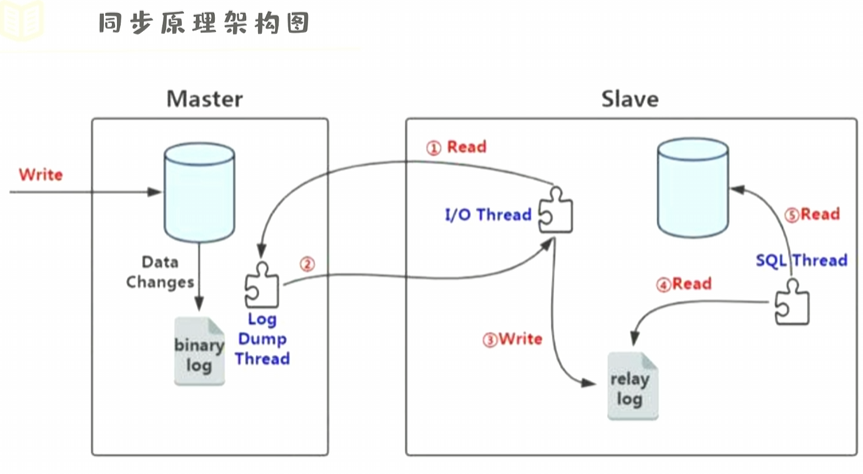 同步原理架构图
Master
Slave
Write
① Read
I/O Thread
⑤Read
SQL Thread
Data
Changes
②
④Read
Log
Dump
Thread
binary
log
③Write
relay
log